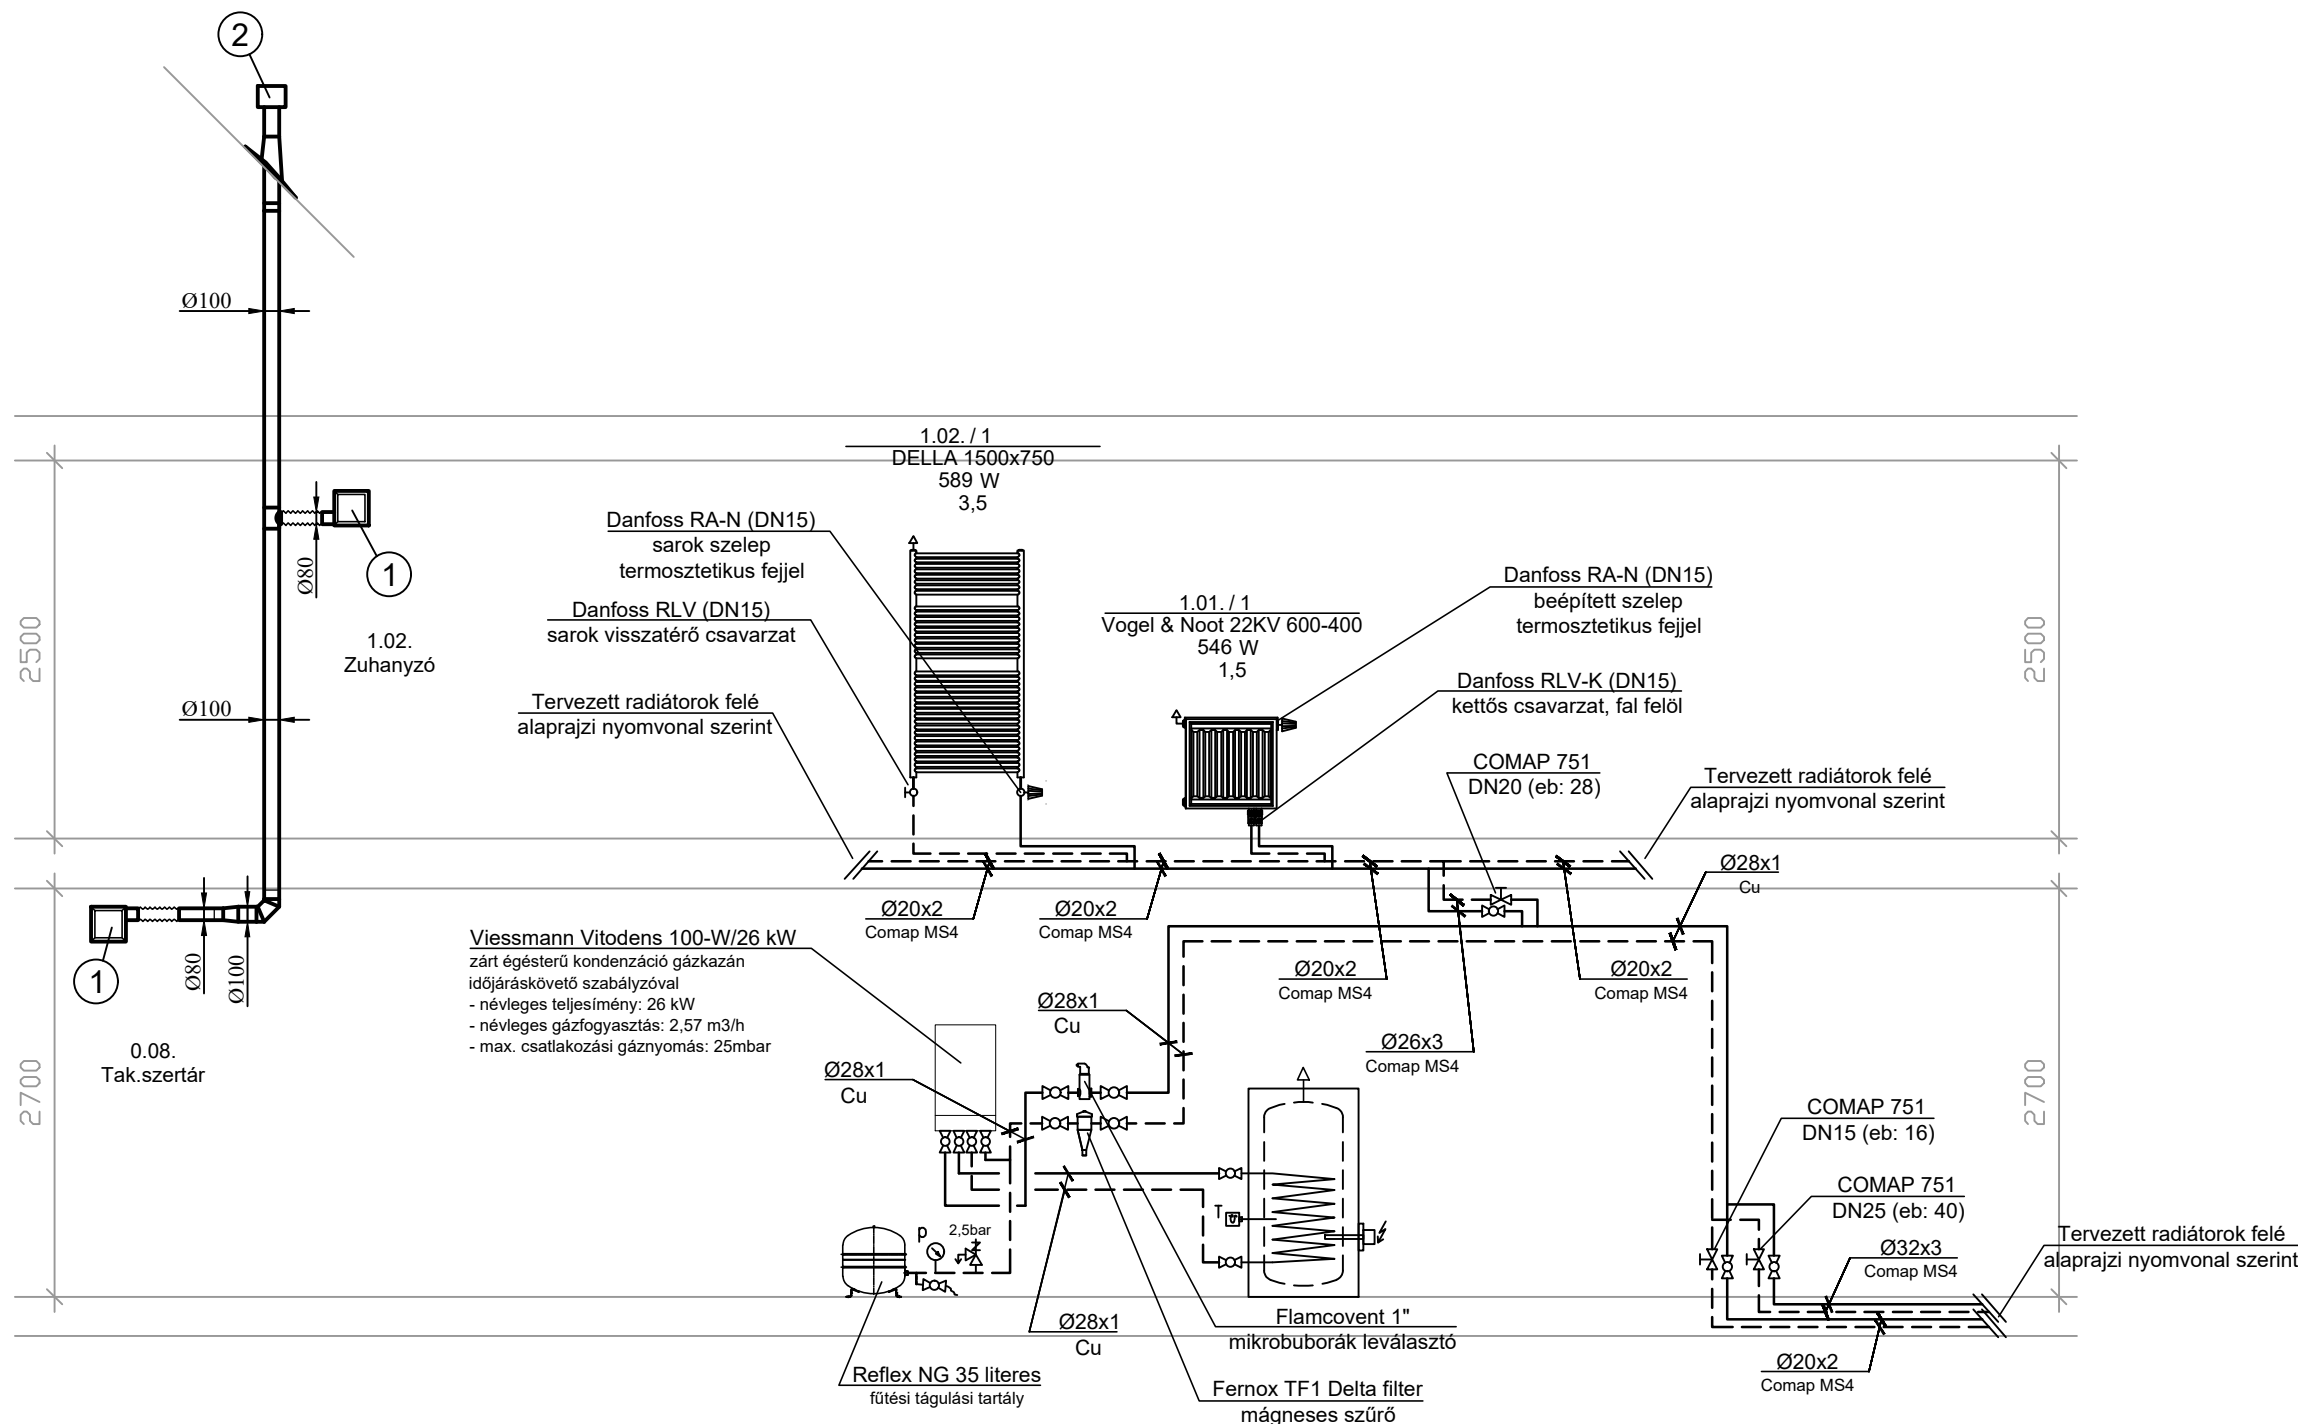 2
Ø100
1.02. / 1
DELLA 1500x750
589 W
3,5
Danfoss RA-N (DN15)
sarok szelep
termosztetikus fejjel
Danfoss RLV (DN15)
sarok visszatérő csavarzat
Tervezett radiátorok felé
alaprajzi nyomvonal szerint
Ø80
1
1.02.
Zuhanyzó
2500
Ø100
1.01. / 1
Vogel & Noot 22KV 600-400
546 W
1,5
Danfoss RA-N (DN15)
beépített szelep
termosztetikus fejjel
Danfoss RLV-K (DN15)
kettős csavarzat, fal felöl
COMAP 751
DN20 (eb: 28)
Tervezett radiátorok felé
alaprajzi nyomvonal szerint
2500
Ø28x1
Cu
Ø20x2
Comap MS4
Ø20x2
Comap MS4
Ø20x2
Comap MS4
Ø20x2
Comap MS4
Ø26x3
Comap MS4
1
Ø80
Ø100
0.08.
Tak.szertár
2700
Viessmann Vitodens 100-W/26 kW
zárt égésterű kondenzáció gázkazán
időjáráskövető szabályzóval
- névleges teljesímény: 26 kW
- névleges gázfogyasztás: 2,57 m3/h
- max. csatlakozási gáznyomás: 25mbar
Ø28x1
Cu
Ø28x1
Cu
COMAP 751
DN15 (eb: 16)
COMAP 751
DN25 (eb: 40)
2700
Tervezett radiátorok felé
alaprajzi nyomvonal szerint
Ø32x3
Comap MS4
Ø20x2
Comap MS4
p
2,5bar
T
Ø28x1
Cu
Flamcovent 1"
mikrobuborák leválasztó
Reflex NG 35 literes
fűtési tágulási tartály
Fernox TF1 Delta filter
mágneses szűrő